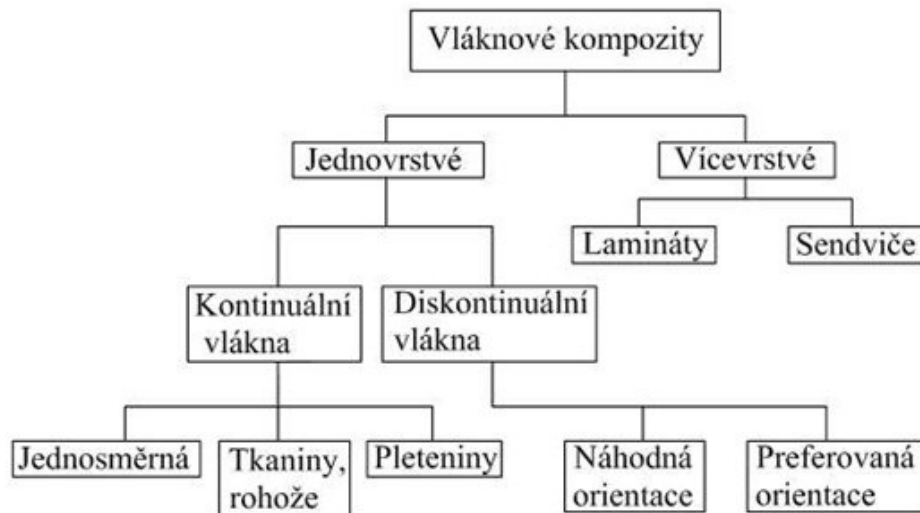 Vláknové kompozity
Jednovrstvé
Vícevrstvé
Lamináty
Sendviče
Kontinuální
vlákna
Diskontinuální
vlákna
Jednosměrná
Tkaniny,
rohože
Pleteniny
Náhodná
orientace
Preferovaná
orientace